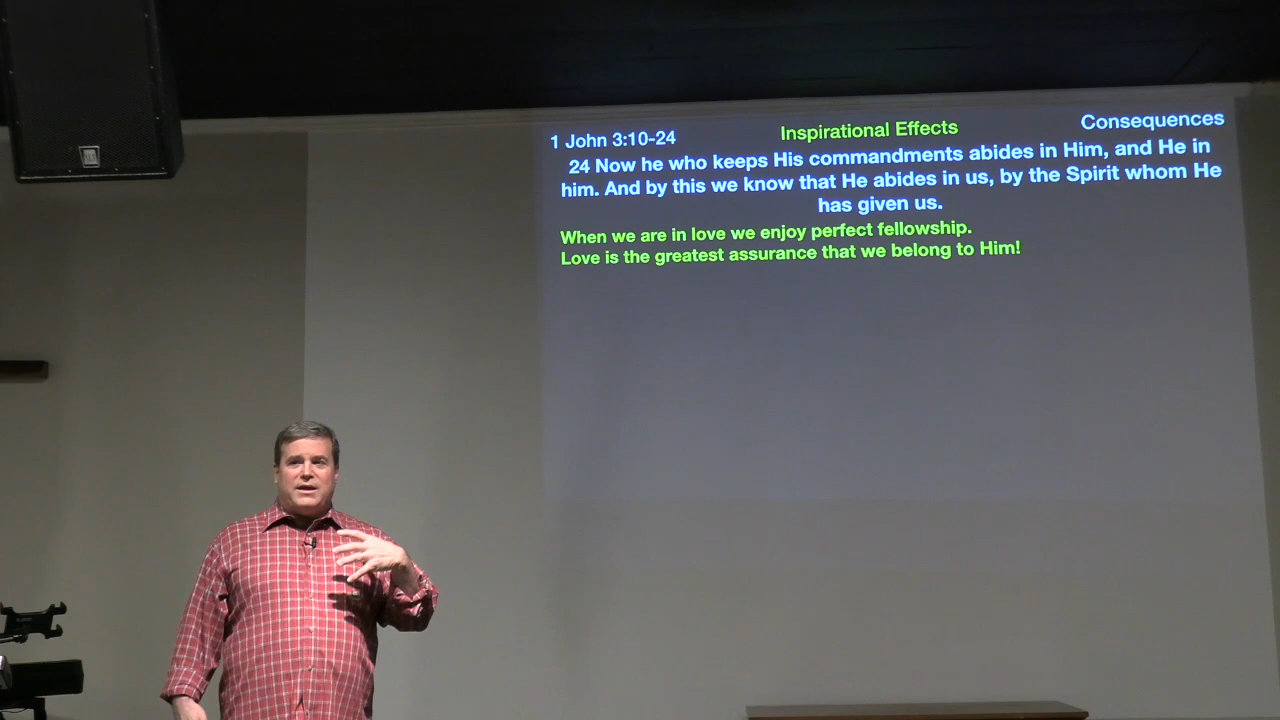 1 John 3:10-24 Inspirational Effects Consequences
24 Now he who keeps His commandments abides in Him, and He in
him. And by this we know that He abides in us, by the Spirit whom He
has given us.
When we are in love we enjoy perfect fellowship.
Love is the greatest assurance that we belong to Him!